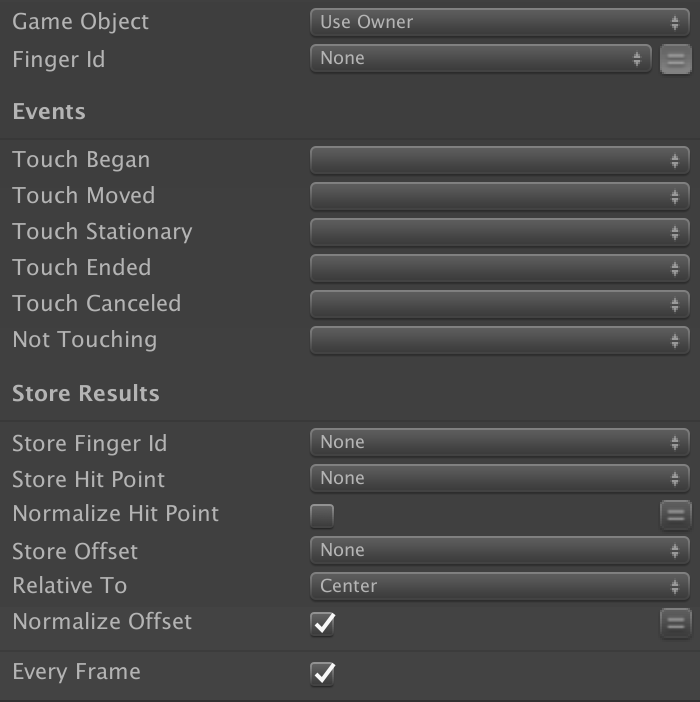 Game Object Use Owner
Finger Id None
Events
Touch Began
Touch Moved
Touch Stationary
Touch Ended
Touch Canceled
Not Touching
Store Results
Store Finger Id None
Store Hit Point None
Normalize Hit Point
Store Offset None
Relative To Center
Normalize Offset
Every Frame